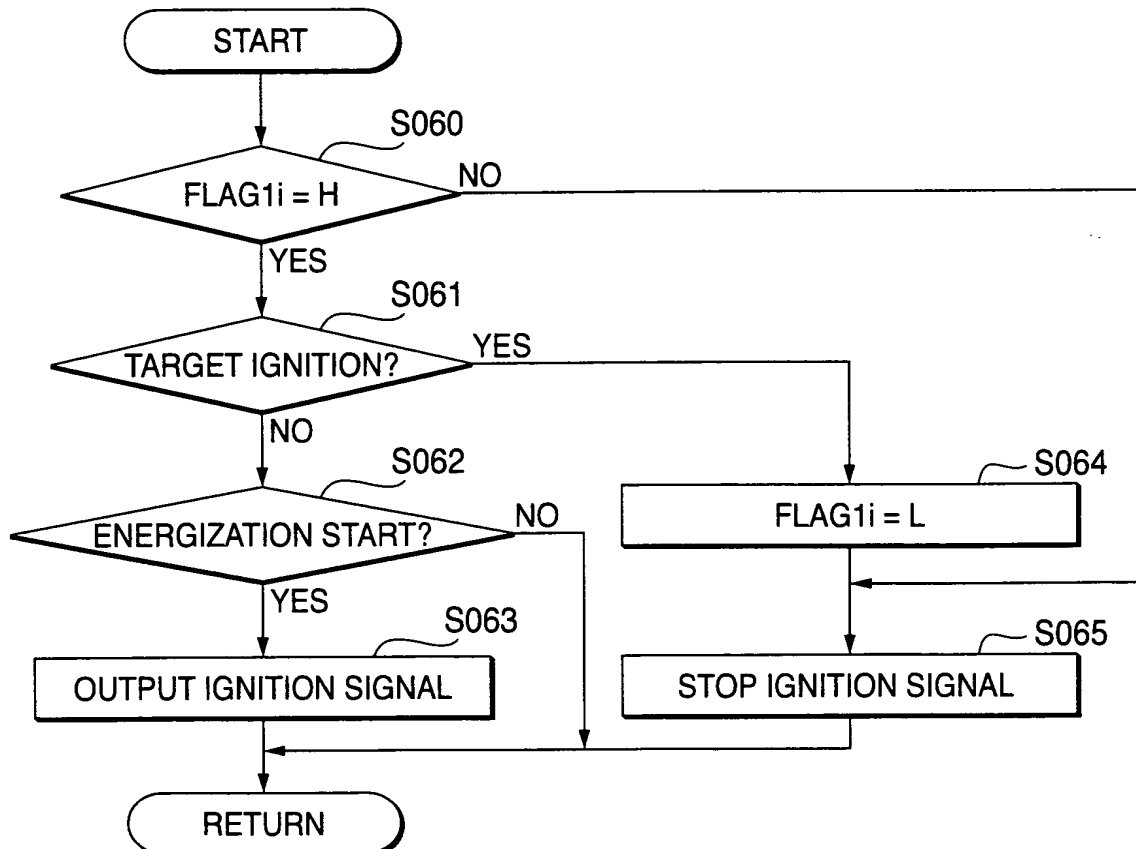 START
S060
FLAG1i = H
NO
YES
S061
TARGET IGNITION?
YES
NO
S062
ENERGIZATION START?
NO
YES
S064
FLAG1i = L
S063
OUTPUT IGNITION SIGNAL
S065
STOP IGNITION SIGNAL
RETURN